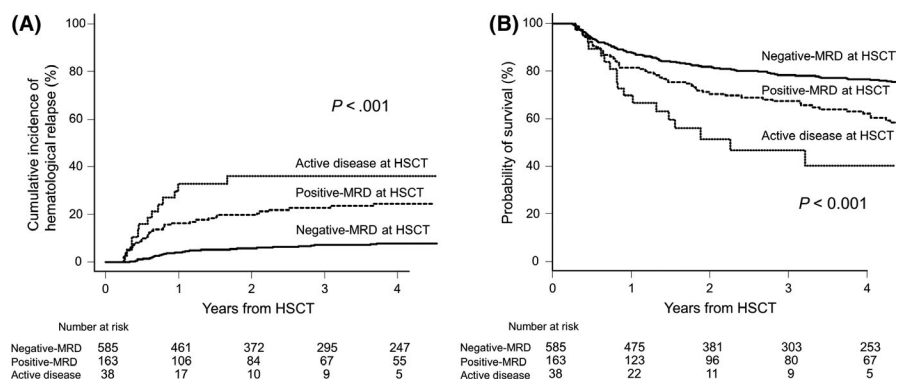 (A)
100
80
60
40
20
0
Cumulative incidence of
hematological relapse (%)
P < .001
Active disease at HSCT
Positive-MRD at HSCT
Negative-MRD at HSCT
0 1 2 3 4
Years from HSCT
Number at risk
Negative-MRD 585 461 372 295 247
Positive-MRD 163 106 84 67 55
Active disease 38 17 10 9 5
(B)
100
80
60
40
20
0
Probability of survival (%)
Negative-MRD at HSCT
Positive-MRD at HSCT
Active disease at HSCT
P < 0.001
0 1 2 3 4
Years from HSCT
Number at risk
Negative-MRD 585 475 381 303 253
Positive-MRD 163 123 96 80 67
Active disease 38 22 11 9 5